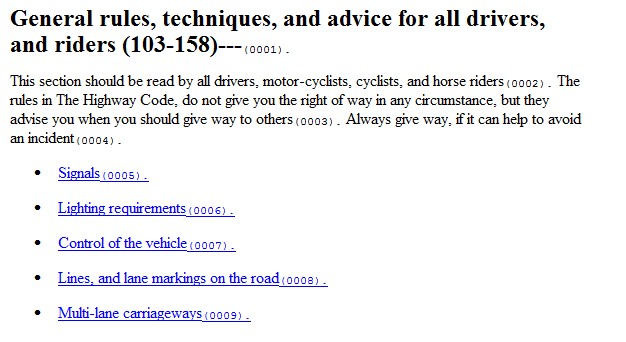 General rules, techniques, and advice for all drivers,
and riders (103-158)---(0001).
This section should be read by all drivers, motor-cyclists, cyclists, and horse riders(0002). The
rules in The Highway Code, do not give you the right of way in any circumstance, but they
advise you when you should give way to others(0003). Always give way, if it can help to avoid
an incident(0004).
• Signals(0005).
• Lighting requirements(0006).
• Control of the vehicle(0007).
• Lines, and lane markings on the road(0008).
• Multi-lane carriageways(0009).